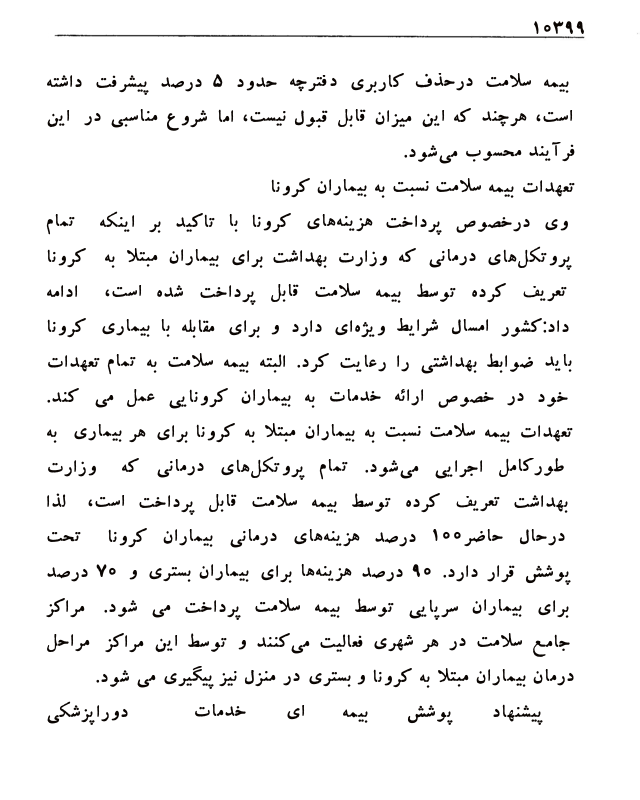 ۱۰۳۹۹
بیمه سلامت درحذف کاربری دفترچه حدود ۵ درصد پیشرفت داشته
است، هرچند که این میزان قابل قبول نیست، اما شروع مناسبی در این
فرآیند محسوب می‌شود.
تعهدات بیمه سلامت نسبت به بیماران کرونا
وی درخصوص پرداخت هزینه‌های کرونا با تاکید بر اینکه تمام
پروتکل‌های درمانی که وزارت بهداشت برای بیماران مبتلا به کرونا
تعریف کرده توسط بیمه سلامت قابل پرداخت شده است، ادامه
داد:کشور امسال شرایط ویژه‌ای دارد و برای مقابله با بیماری کرونا
باید ضوابط بهداشتی را رعایت کرد. البته بیمه سلامت به تمام تعهدات
خود در خصوص ارائه خدمات به بیماران کرونایی عمل می کند.
تعهدات بیمه سلامت نسبت به بیماران مبتلا به کرونا برای هر بیماری به
طورکامل اجرایی می‌شود. تمام پروتکل‌های درمانی که وزارت
بهداشت تعریف کرده توسط بیمه سلامت قابل پرداخت است، لذا
درحال حاضر۱۰۰ درصد هزینه‌های درمانی بیماران کرونا تحت
پوشش قرار دارد. ۹۰ درصد هزینه‌ها برای بیماران بستری و ۷۰ درصد
برای بیماران سرپایی توسط بیمه سلامت پرداخت می شود. مراکز
جامع سلامت در هر شهری فعالیت می‌کنند و توسط این مراکز مراحل
درمان بیماران مبتلا به کرونا و بستری در منزل نیز پیگیری می شود.
پیشنهاد پوشش بیمه ای خدمات دوراپزشکی